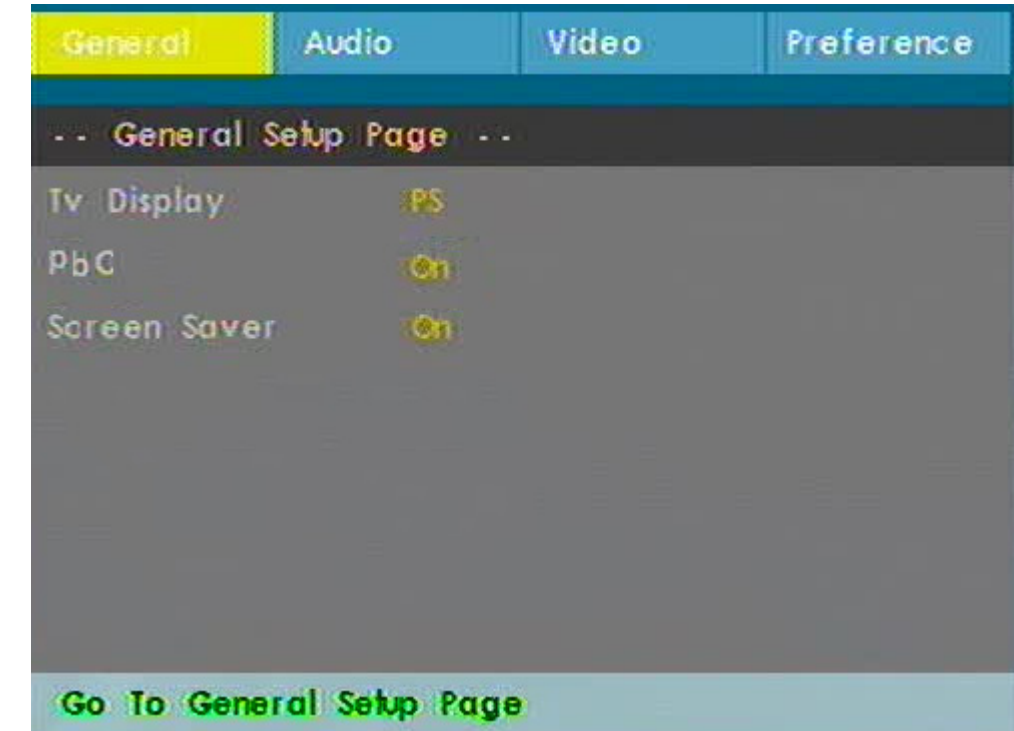 General Audio Video Preference
-- General Setup Page --
Tv Display PS
PbC On
Screen Saver On
Go To General Setup Page